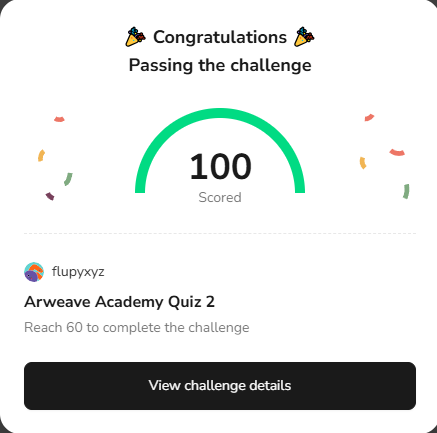 Congratulations
Passing the challenge
100
Scored
flupyxyz
Arweave Academy Quiz 2
Reach 60 to complete the challenge
View challenge details